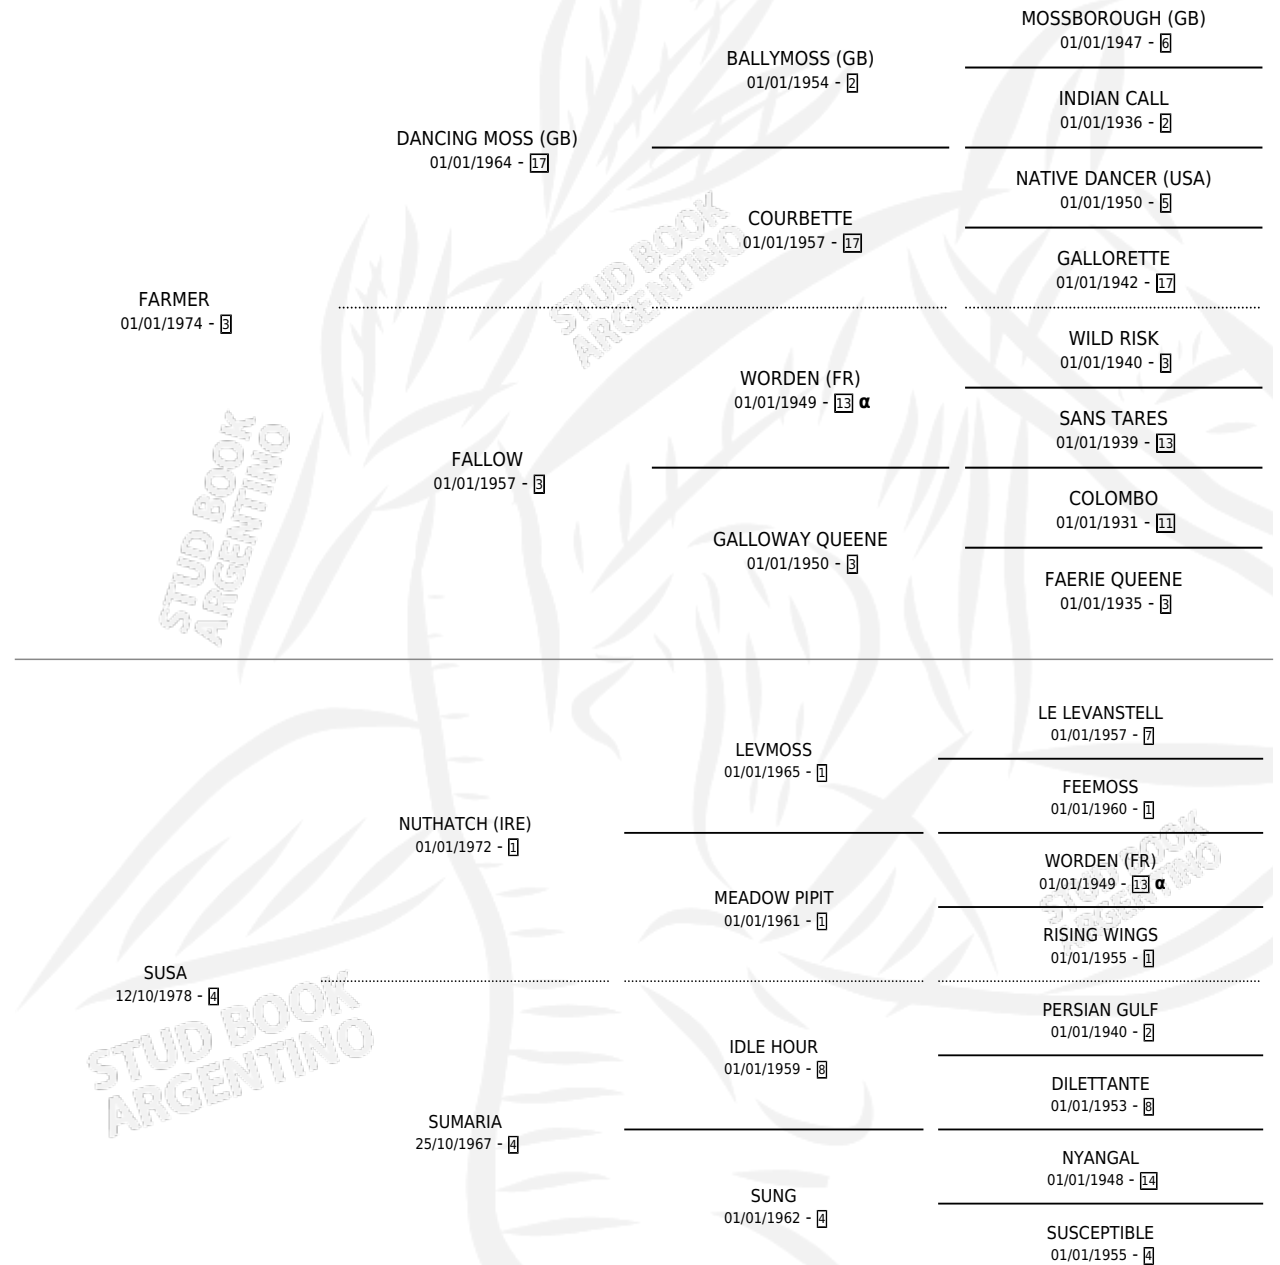 MOSSBOROUGH (GB)
01/01/1947 - 6
BALLYMOSS (GB)
01/01/1954 - 2
INDIAN CALL
01/01/1936 - 2
DANCING MOSS (GB)
01/01/1964 - 17
NATIVE DANCER (USA)
01/01/1950 - 5
COURBETTE
01/01/1957 - 17
GALLORETTE
01/01/1942 - 17
FARMER
01/01/1974 - 3
WILD RISK
01/01/1940 - 3
WORDEN (FR)
01/01/1949 - 13 α
SANS TARES
01/01/1939 - 13
FALLOW
01/01/1957 - 3
COLOMBO
01/01/1931 - 11
GALLOWAY QUEENE
01/01/1950 - 3
FAERIE QUEENE
01/01/1935 - 3
LE LEVANSTELL
01/01/1957 - 7
LEVMOSS
01/01/1965 - 1
FEEMOSS
01/01/1960 - 1
NUTHATCH (IRE)
01/01/1972 - 1
WORDEN (FR)
01/01/1949 - 13 α
MEADOW PIPIT
01/01/1961 - 1
RISING WINGS
01/01/1955 - 1
SUSA
12/10/1978 - 4
PERSIAN GULF
01/01/1940 - 2
IDLE HOUR
01/01/1959 - 8
DILETTANTE
01/01/1953 - 8
SUMARIA
25/10/1967 - 4
NYANGAL
01/01/1948 - 14
SUNG
01/01/1962 - 4
SUSCEPTIBLE
01/01/1955 - 4
STUD BOOK
ARGENTINO
STUD BOOK
ARGENTINO
STUD BOOK
ARGENTINO
STUD BOOK
ARGENTINO